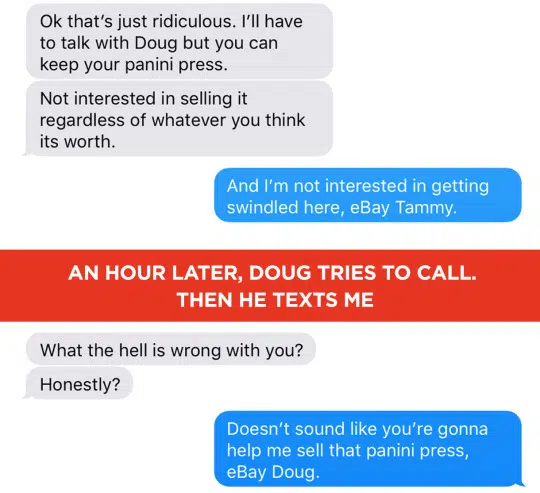 Ok that’s just ridiculous. I’ll have
to talk with Doug but you can
keep your panini press.
Not interested in selling it
regardless of whatever you think
its worth.
And I’m not interested in getting
swindled here, eBay Tammy.
AN HOUR LATER, DOUG TRIES TO CALL.
THEN HE TEXTS ME
What the hell is wrong with you?
Honestly?
Doesn’t sound like you’re gonna
help me sell that panini press,
eBay Doug.